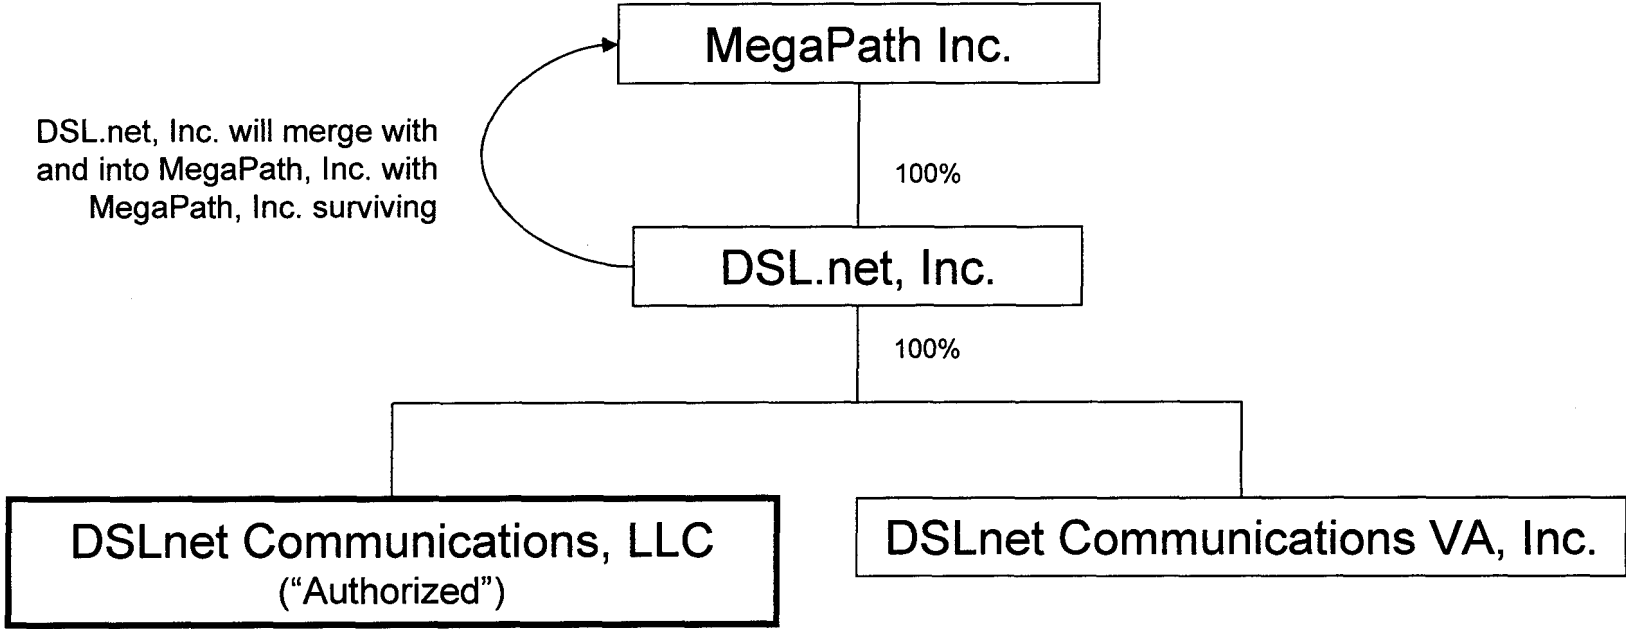 MegaPath Inc.
DSL.net, Inc. will merge with
and into MegaPath, Inc. with
MegaPath, Inc. surviving
100%
DSL.net, Inc.
100%
DSLnet Communications, LLC
(“Authorized”)
DSLnet Communications VA, Inc.